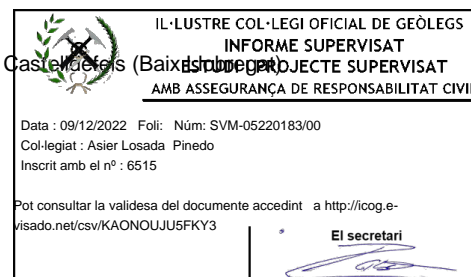 IL·LUSTRE COL·LEGI OFICIAL DE GEÒLEGS
INFORME SUPERVISAT
Castelldefels (Baix Llobregat)
ESTUDI I PROJECTE SUPERVISAT
AMB ASSEGURANÇA DE RESPONSABILITAT CIVIL
Data : 09/12/2022 Foli: Núm: SVM-05220183/00
Col·legiat : Asier Losada Pinedo
Inscrit amb el nº : 6515
Pot consultar la validesa del documente accedint a http://icog.e-
visado.net/csv/KAONOUJU5FKY3
El secretari